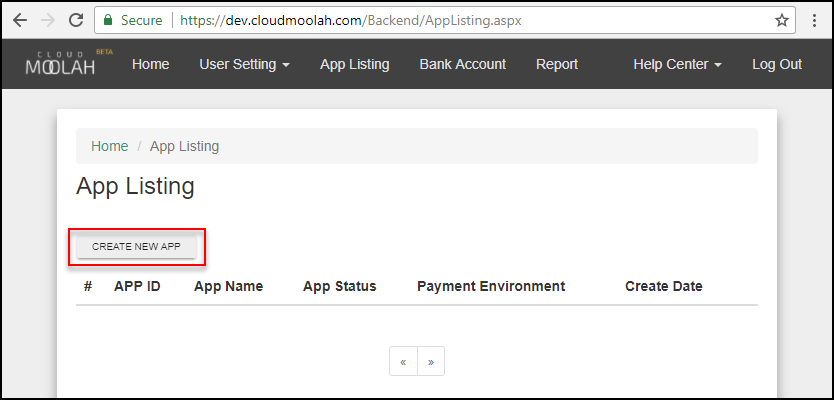 Secure https://dev.cloudmoolah.com/Backend/AppListing.aspx
CLOUD BETA
MOOLAH Home User Setting App Listing Bank Account Report Help Center Log Out
Home / App Listing
App Listing
CREATE NEW APP
# APP ID App Name App Status Payment Environment Create Date
« »